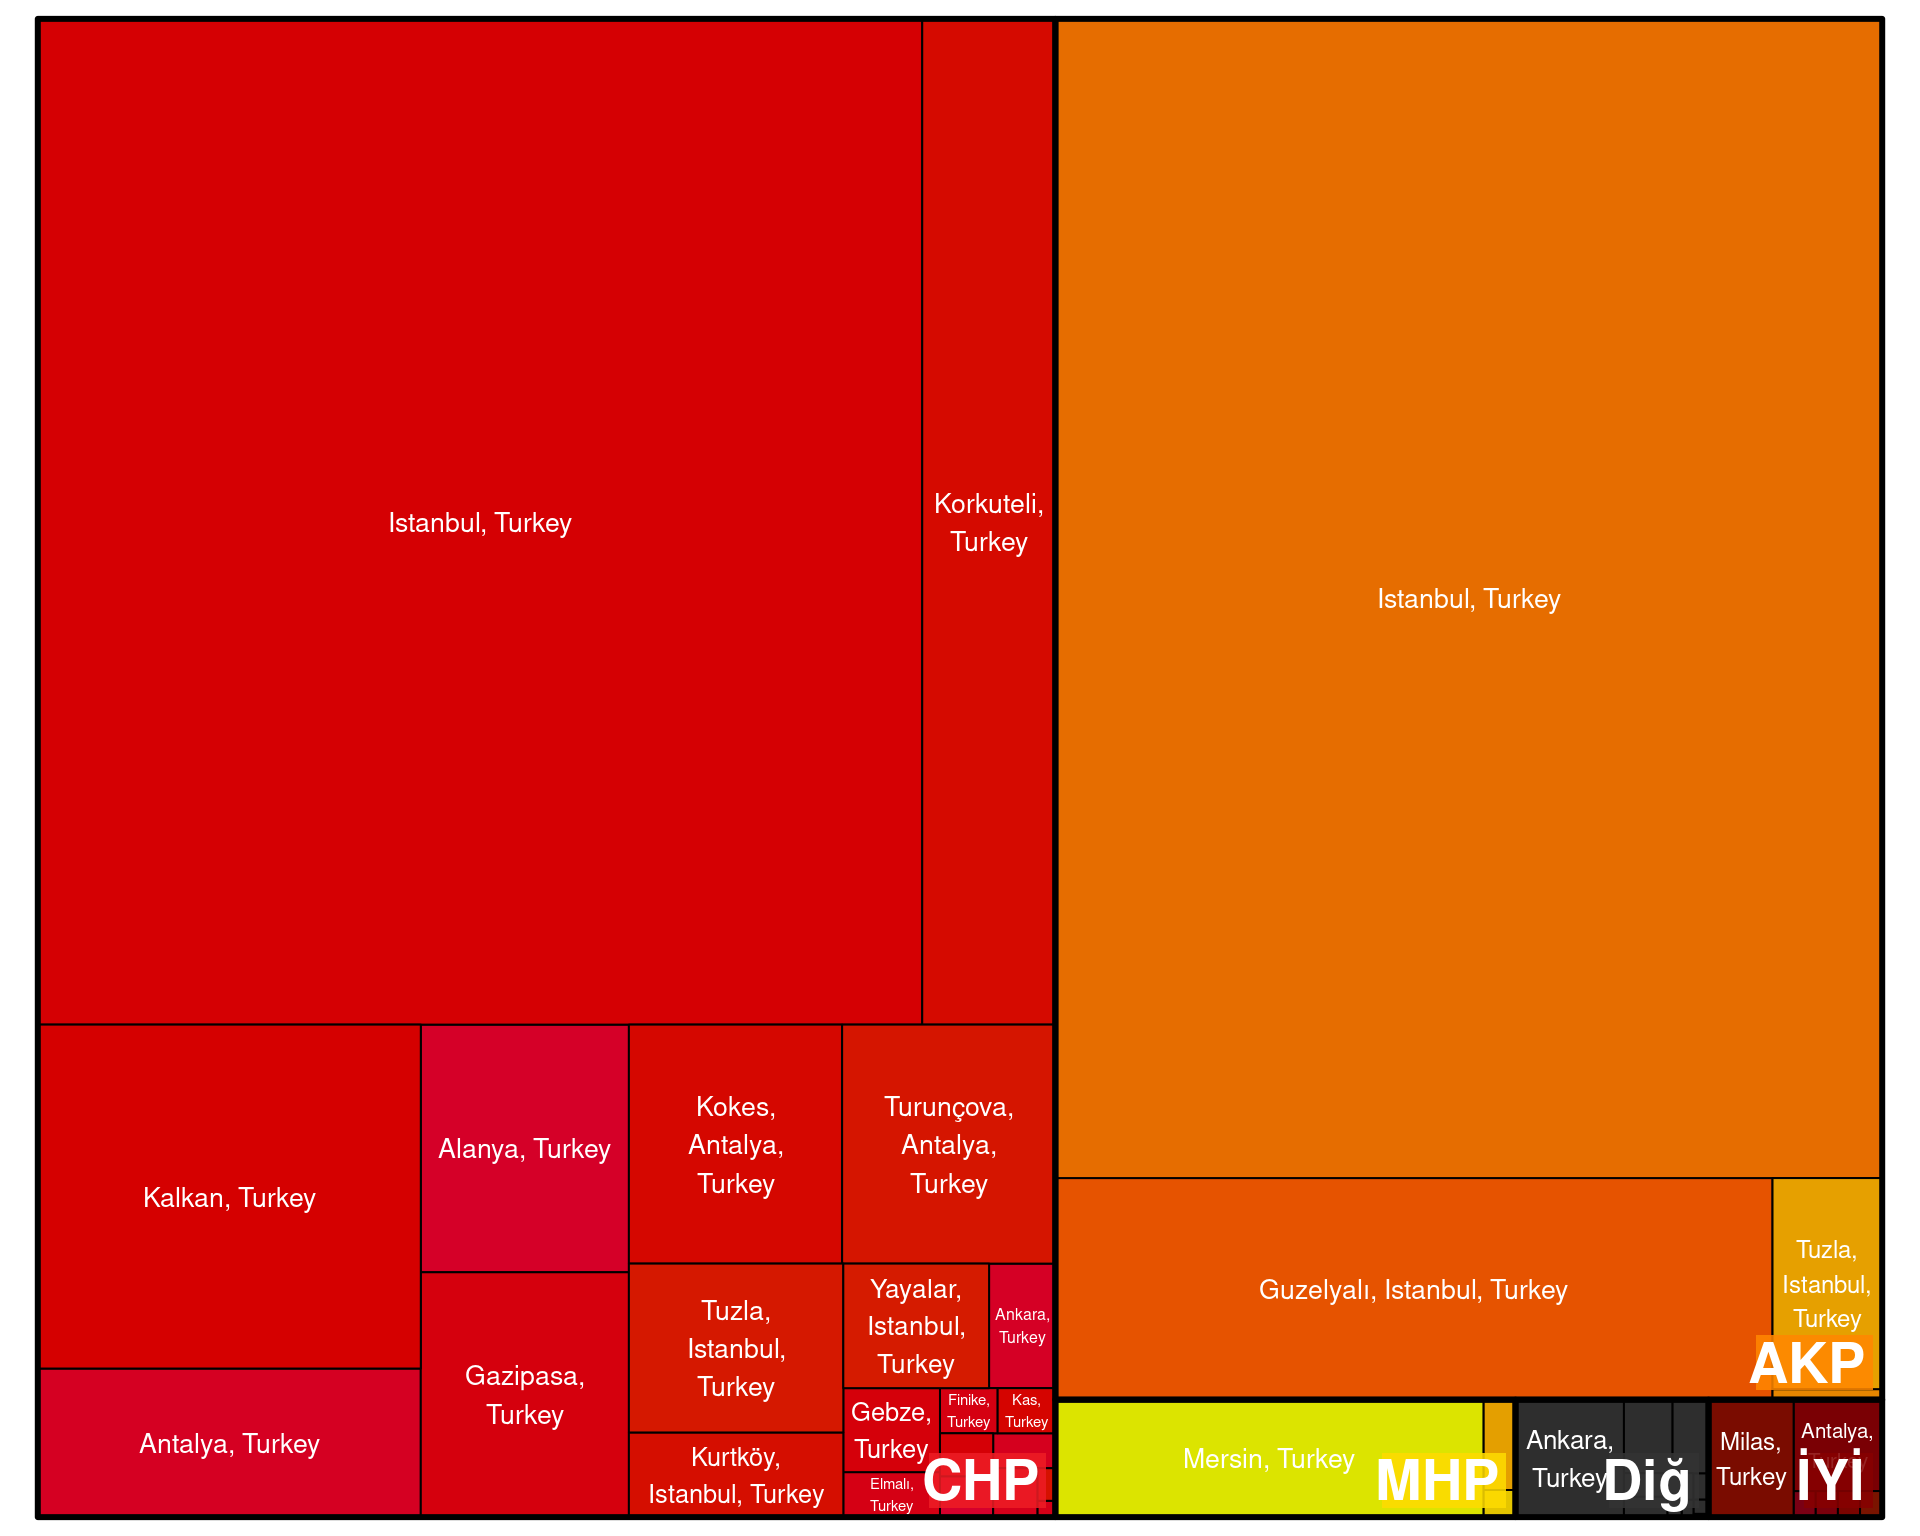 Istanbul, Turkey
Korkuteli,
Turkey
Kalkan, Turkey
Antalya, Turkey
Alanya, Turkey
Gazipasa,
Turkey
Kokes,
Antalya,
Turkey
Turunçova,
Antalya,
Turkey
Tuzla,
Istanbul,
Turkey
Kurtköy,
Istanbul, Turkey
Yayalar,
Istanbul,
Turkey
Ankara,
Turkey
Gebze,
Turkey
Finike,
Turkey
Kas,
Turkey
Elmalı,
Turkey
CHP
Istanbul, Turkey
Guzelyalı, Istanbul, Turkey
Tuzla,
Istanbul,
Turkey
AKP
Mersin, Turkey
MHP
Ankara,
Turkey
Diğ
Milas,
Turkey
Antalya,
Turkey
İYİ